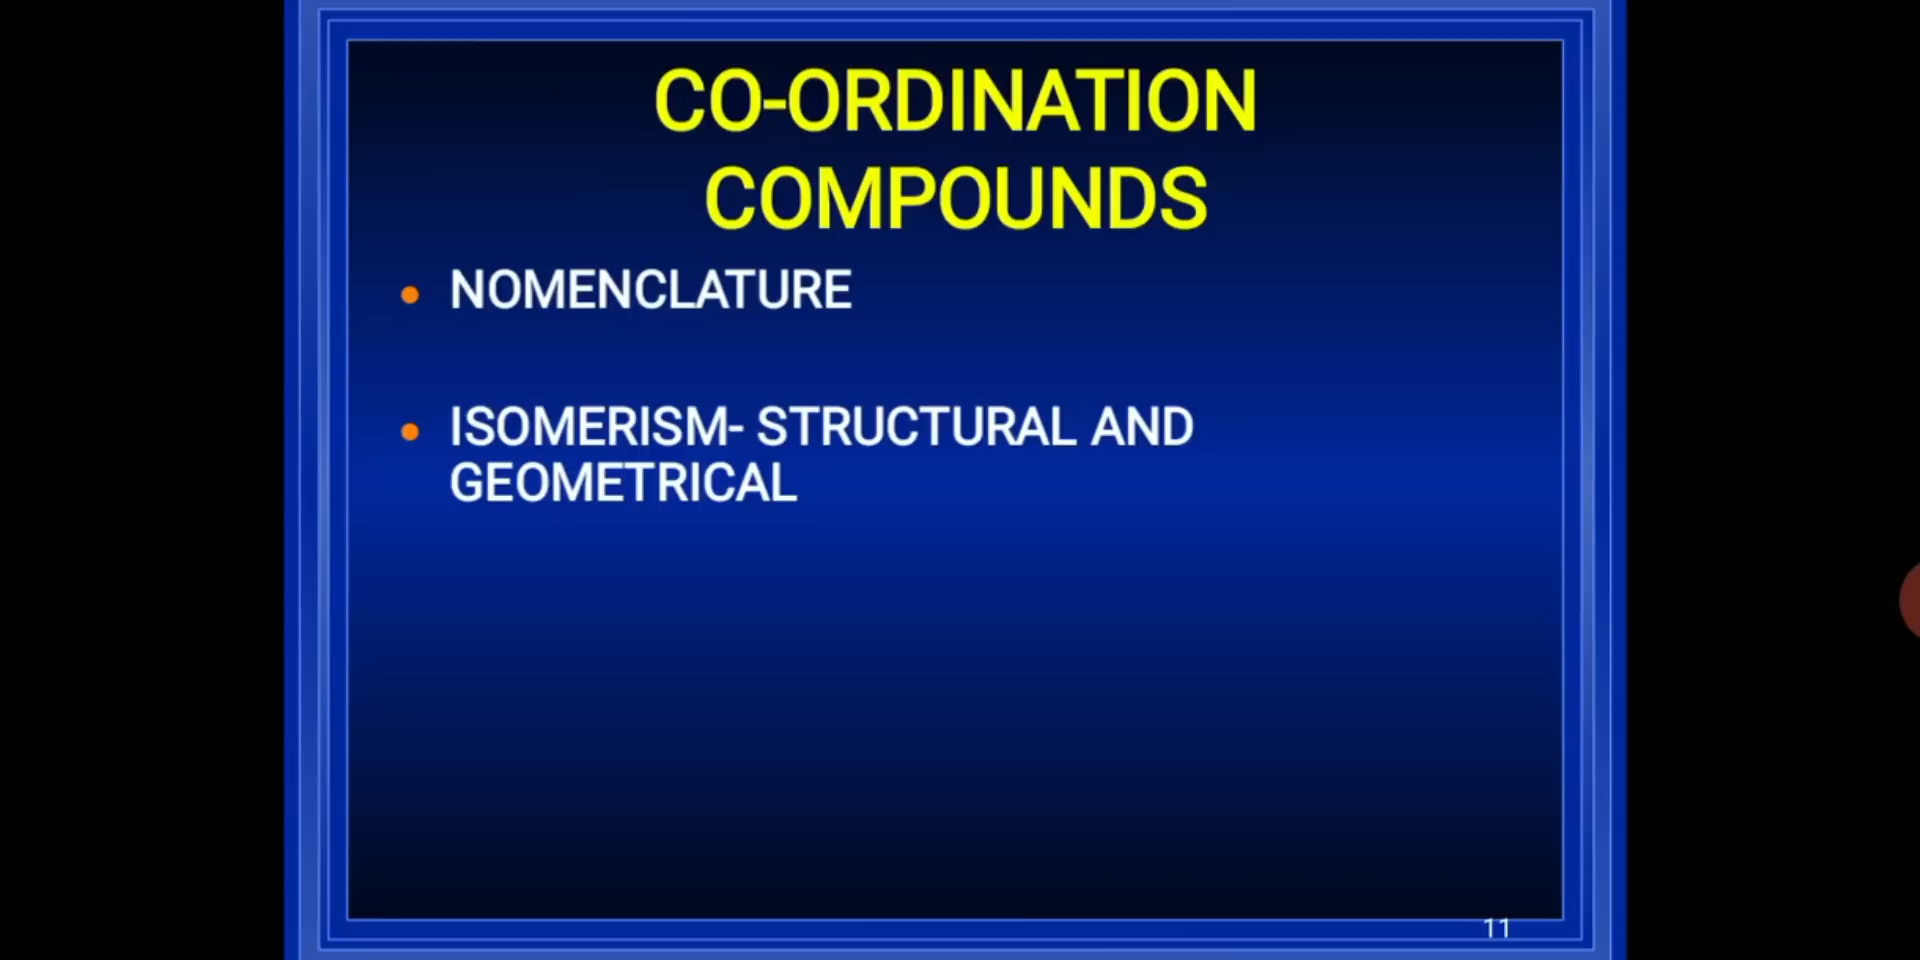 CO-ORDINATION
COMPOUNDS
• NOMENCLATURE
• ISOMERISM- STRUCTURAL AND
GEOMETRICAL
11